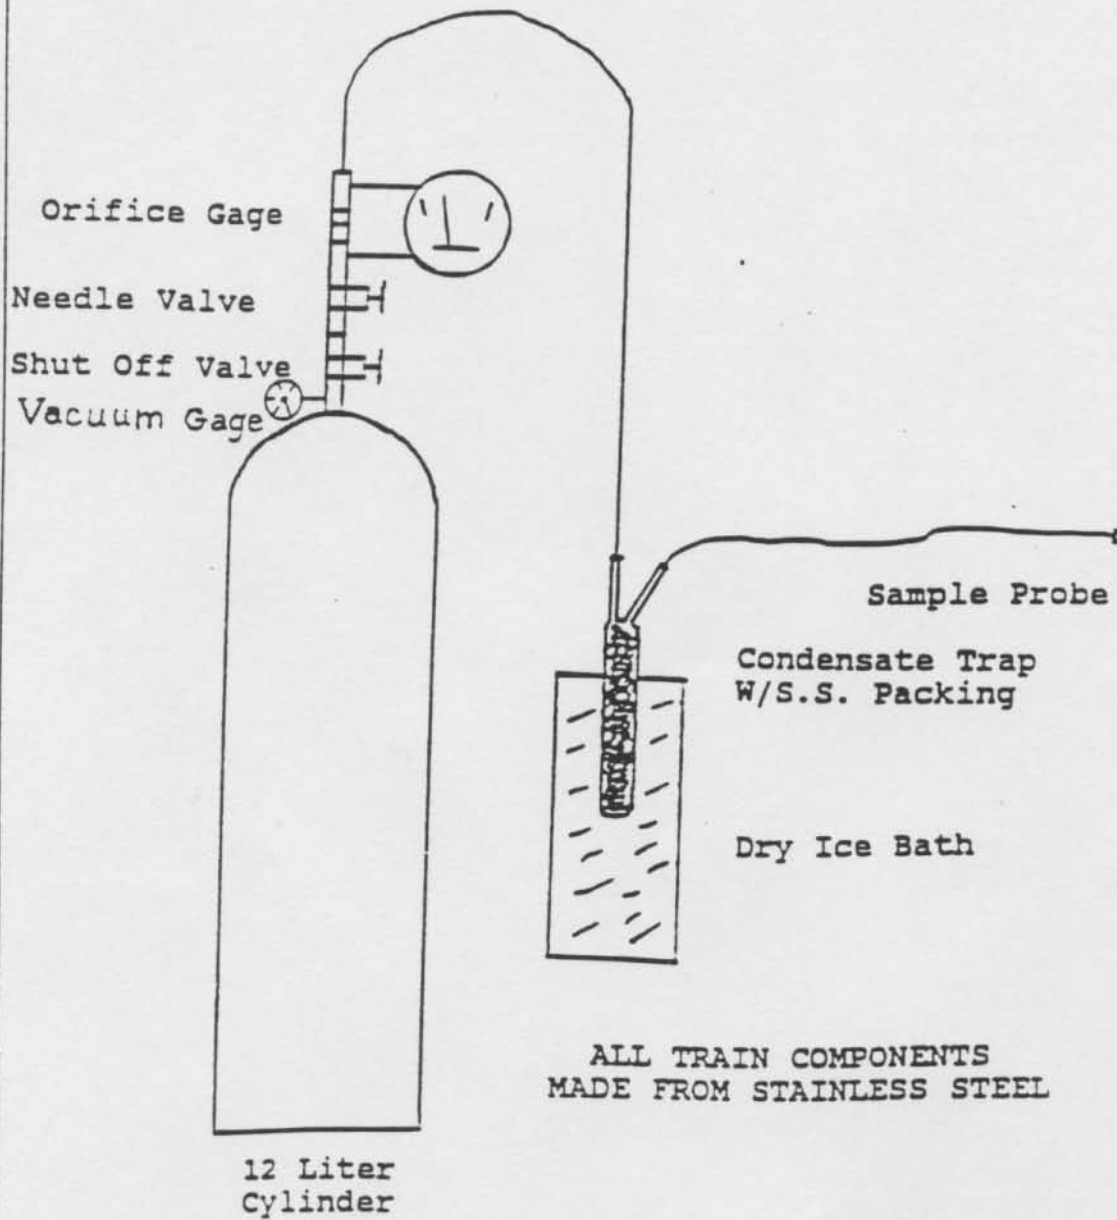 Orifice Gage
Needle Valve
Shut Off Valve
Vacuum Gage
Sample Probe
Condensate Trap
W/S.S. Packing
Dry Ice Bath
ALL TRAIN COMPONENTS
MADE FROM STAINLESS STEEL
12 Liter
Cylinder